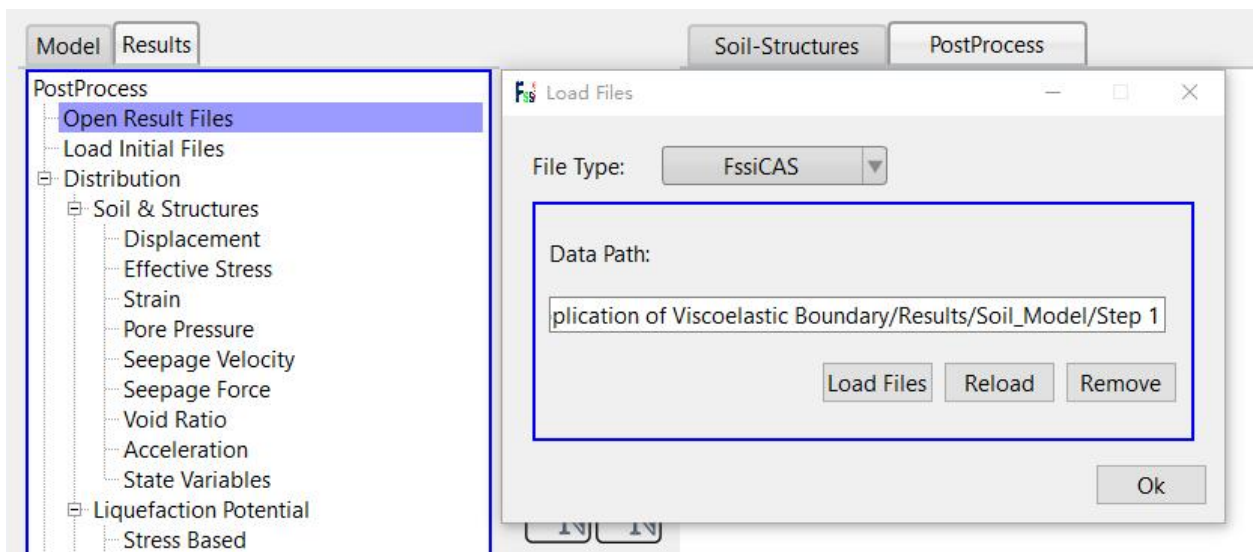 Model Results
Soil-Structures PostProcess
PostProcess
Open Result Files
Load Initial Files
Distribution
Soil & Structures
Displacement
Effective Stress
Strain
Pore Pressure
Seepage Velocity
Seepage Force
Void Ratio
Acceleration
State Variables
Liquefaction Potential
Stress Based
Fssi Load Files
File Type: FssiCAS
Data Path:
plication of Viscoelastic Boundary/Results/Soil_Model/Step 1
Load Files Reload Remove
Ok